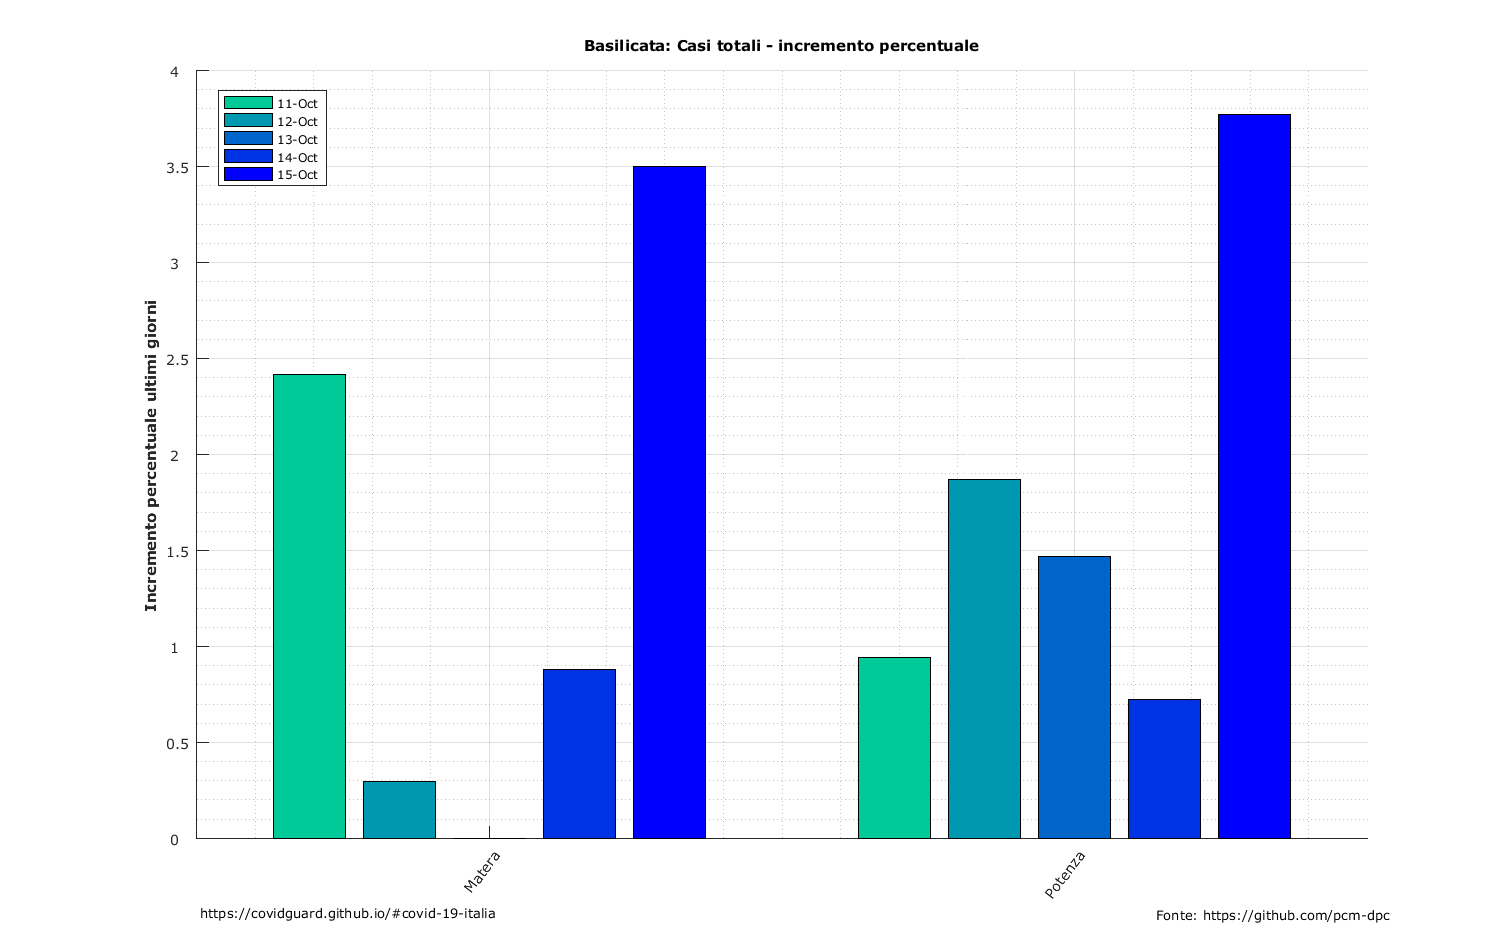 Basilicata: Casi totali - incremento percentuale
4
3.5
3
2.5
2
1.5
1
0.5
0
Incremento percentuale ultimi giorni
11-Oct
12-Oct
13-Oct
14-Oct
15-Oct
Matera
Potenza
https://covidguard.github.io/#covid-19-italia
Fonte: https://github.com/pcm-dpc